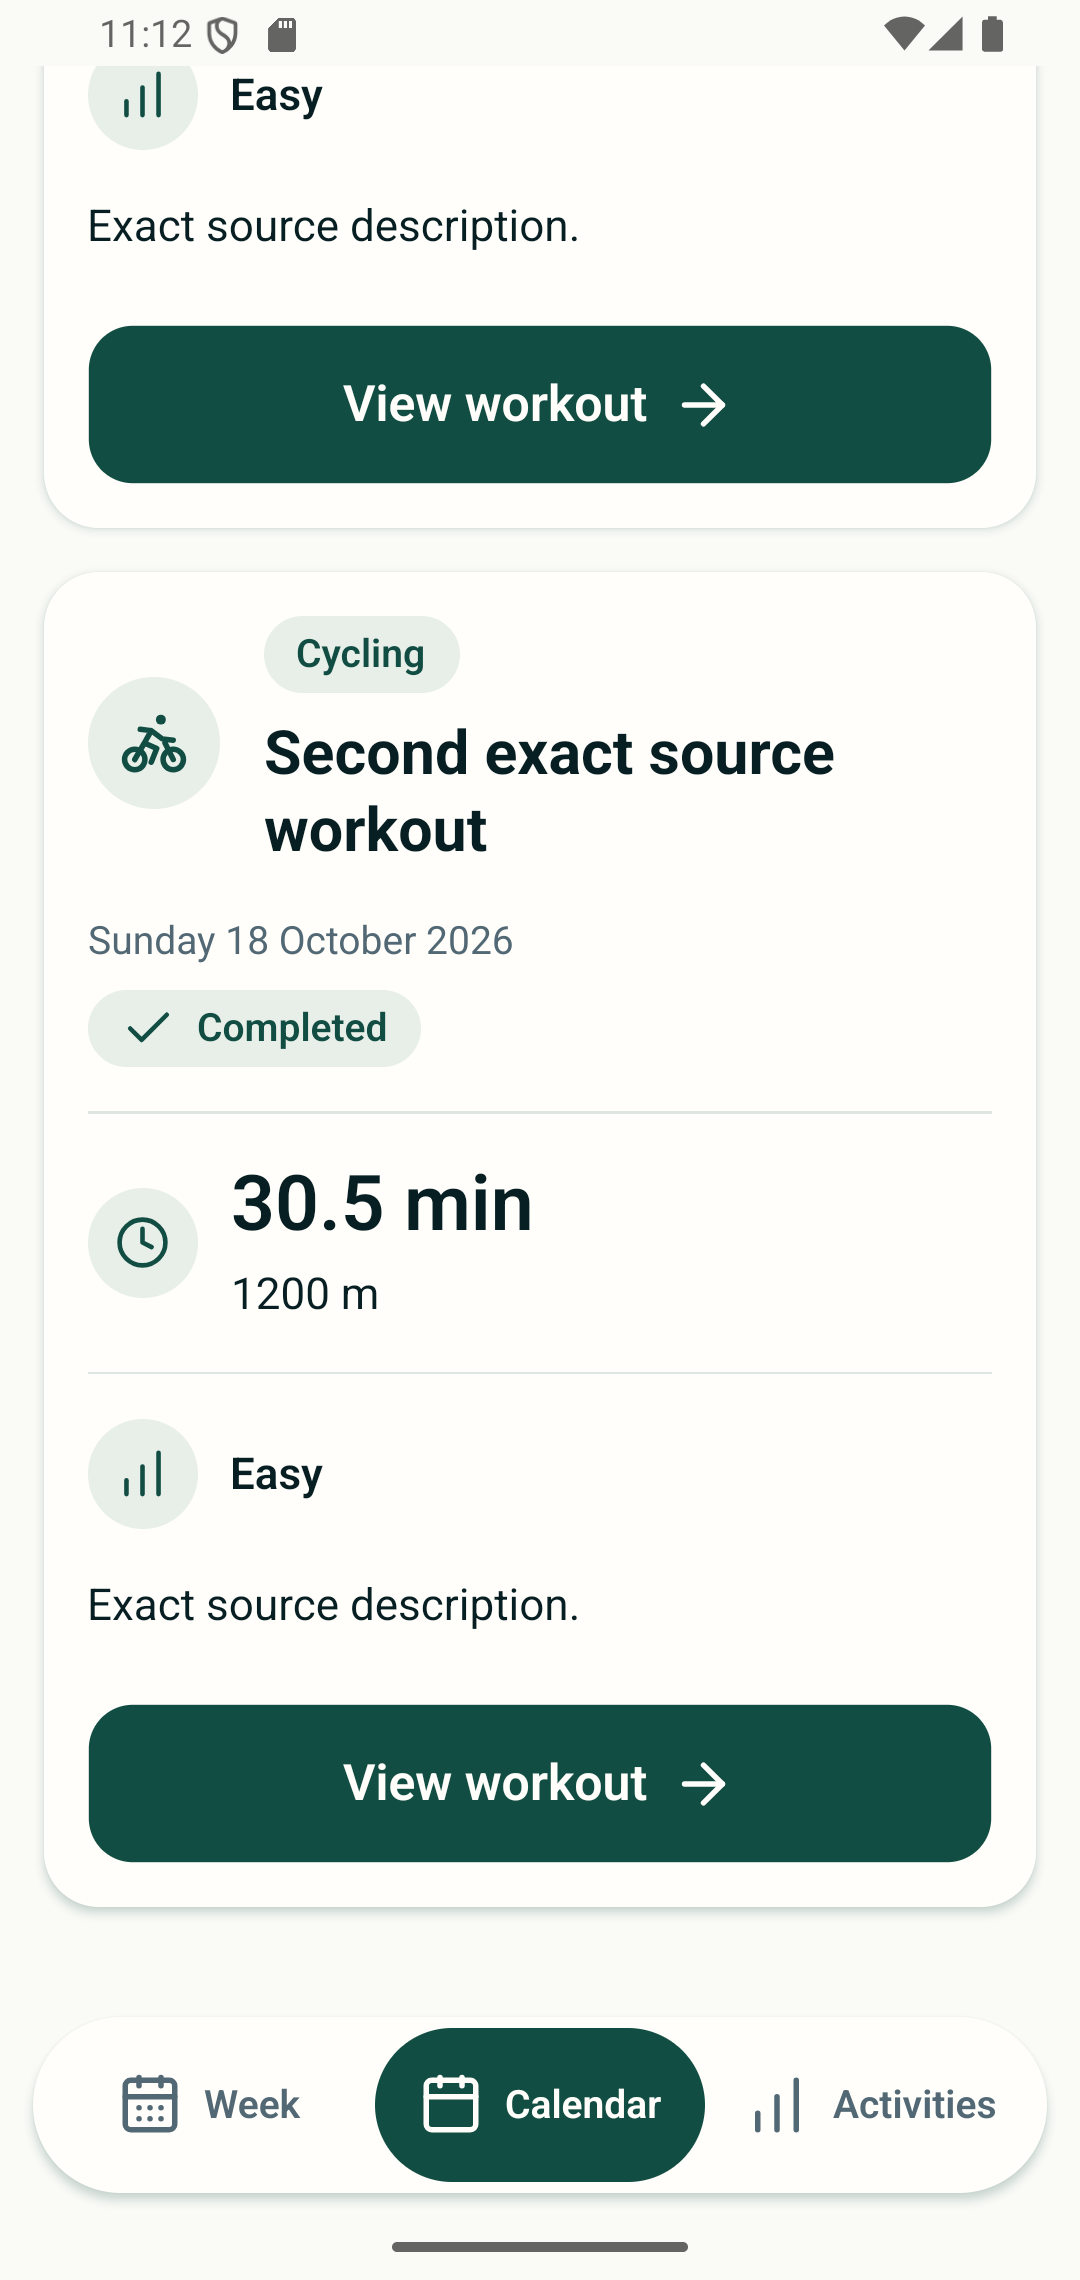 11:12
Easy
Exact source description.
View workout
Cycling
Second exact source
workout
Sunday 18 October 2026
Completed
30.5 min
1200 m
Easy
Exact source description.
View workout
Week
Calendar
Activities